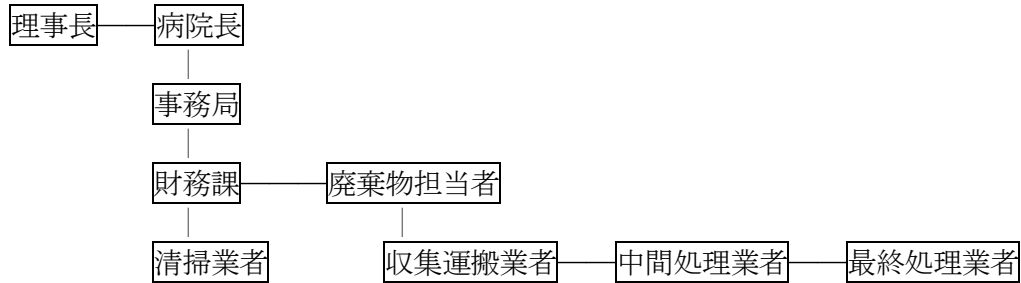 理事長 病院長
事務局
財務課 廃棄物担当者
清掃業者 収集運搬業者 中間処理業者 最終処理業者